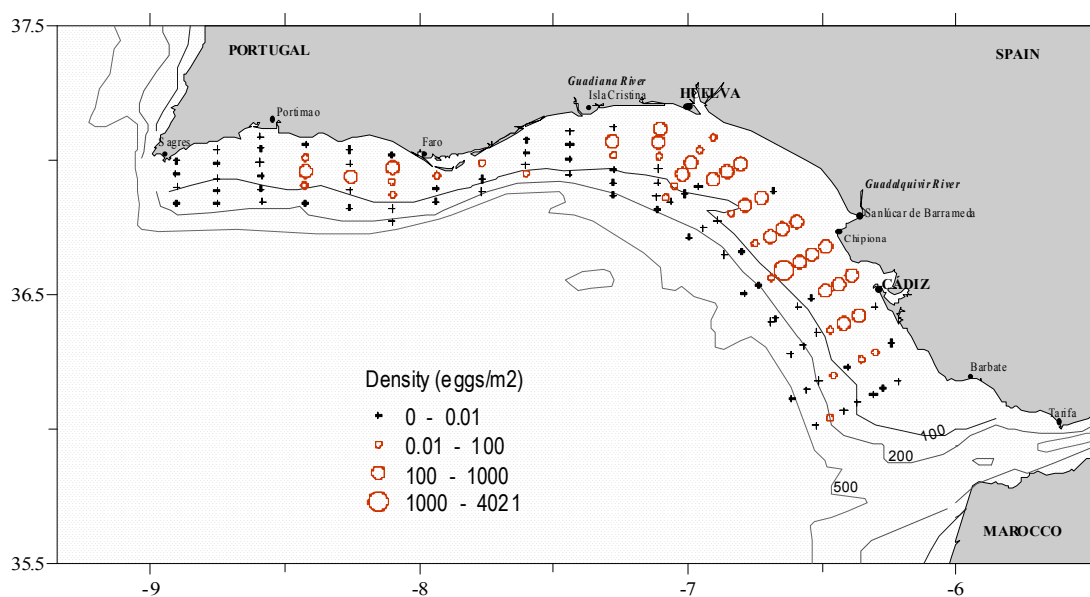 37.5
PORTUGAL
SPAIN
Guadiana River
Isla Cristina
HUELVA
Portimao
Sagres
Faro
Guadalquivir River
Sanlúcar de Barrameda
Chipiona
36.5
CÁDIZ
Density (eggs/m2)
0 - 0.01
0.01 - 100
100 - 1000
1000 - 4021
Barbate
Tarifa
100
200
500
MAROCCO
35.5
-9
-8
-7
-6